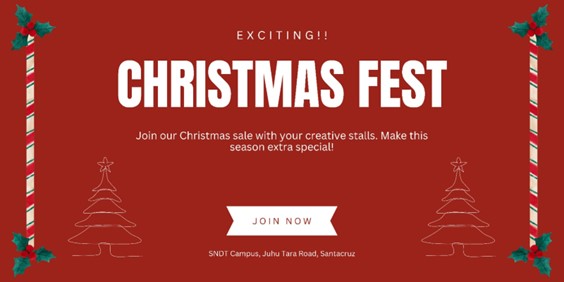 EXCITING!!
CHRISTMAS FEST
Join our Christmas sale with your creative stalls. Make this
season extra special!
JOIN NOW
SNDT Campus, Juhu Tara Road, Santacruz